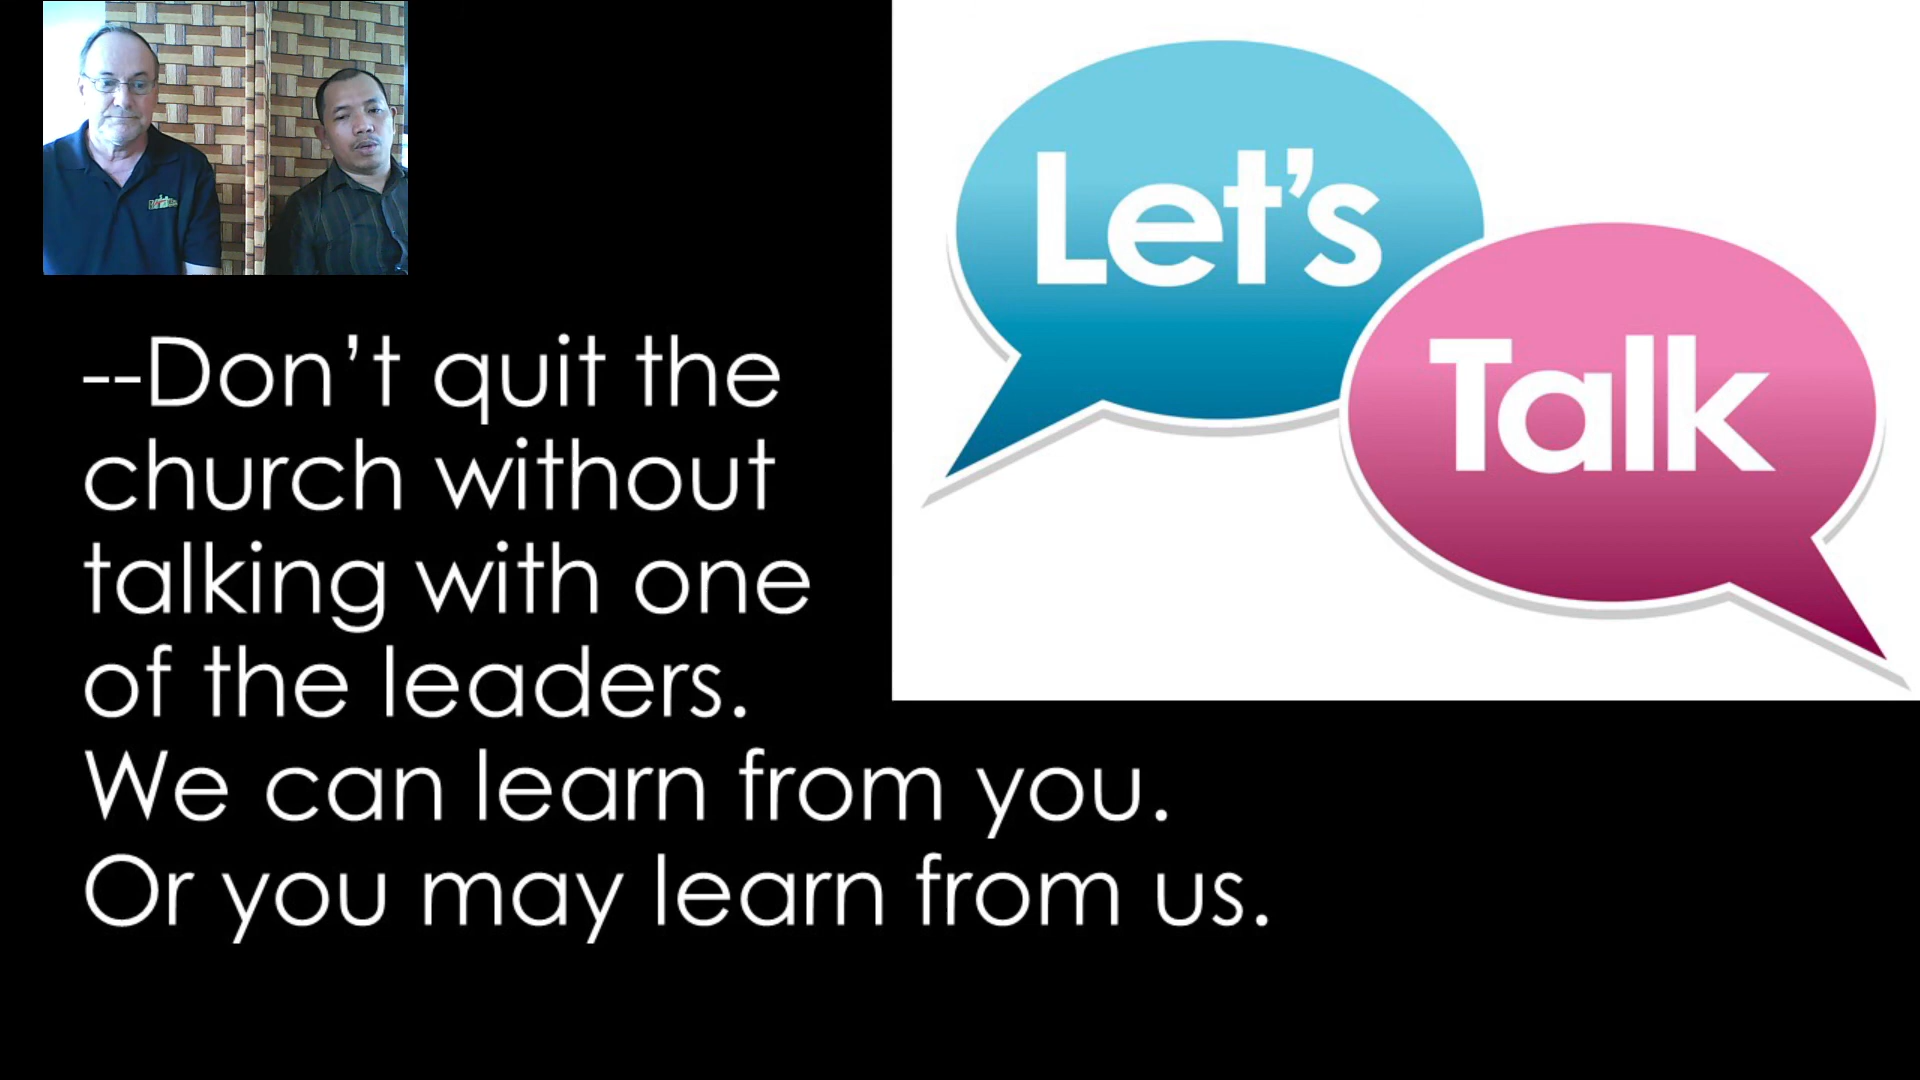 Let's
Talk
--Don’t quit the
church without
talking with one
of the leaders.
We can learn from you.
Or you may learn from us.